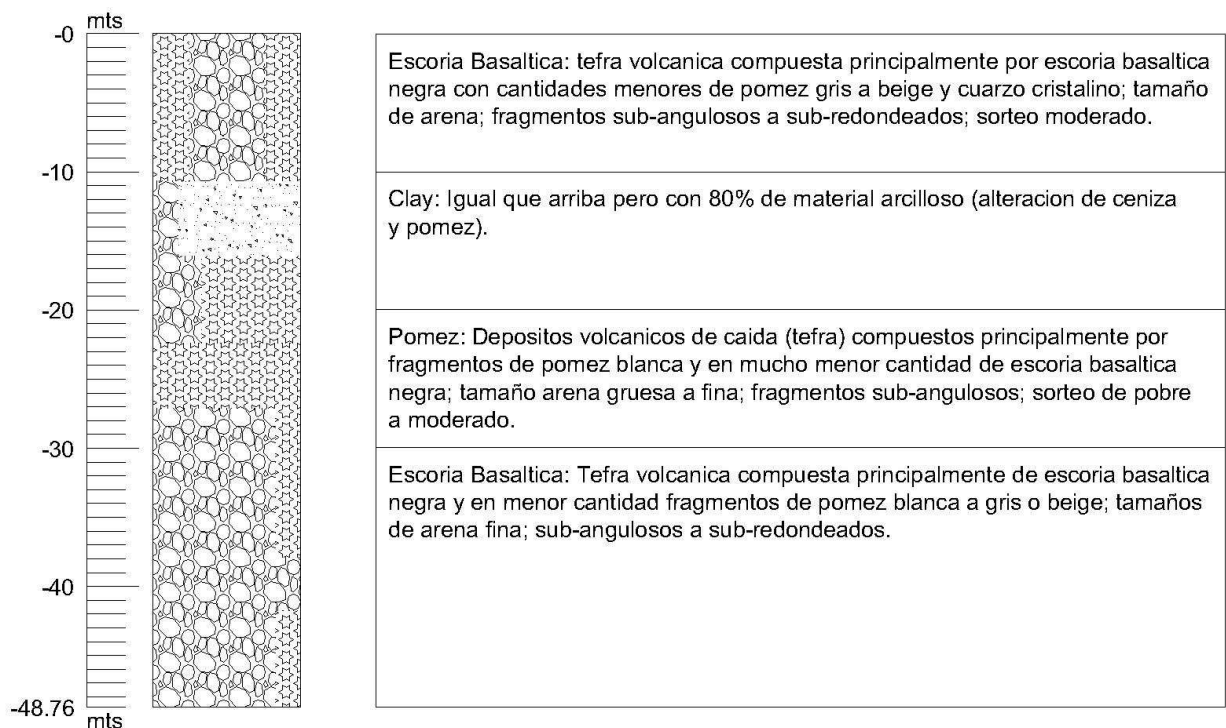 mts
-0
Escoria Basaltica: tefra volcanica compuesta principalmente por escoria basaltica
negra con cantidades menores de pomez gris a beige y cuarzo cristalino; tamaño
de arena; fragmentos sub-angulosos a sub-redondeados; sorteo moderado.
-10
Clay: Igual que arriba pero con 80% de material arcilloso (alteracion de ceniza
y pomez).
-20
Pomez: Depositos volcanicos de caida (tefra) compuestos principalmente por
fragmentos de pomez blanca y en mucho menor cantidad de escoria basaltica
negra; tamaño arena gruesa a fina; fragmentos sub-angulosos; sorteo de pobre
a moderado.
-30
Escoria Basaltica: Tefra volcanica compuesta principalmente de escoria basaltica
negra y en menor cantidad fragmentos de pomez blanca a gris o beige; tamaños
de arena fina; sub-angulosos a sub-redondeados.
-40
-48.76
mts